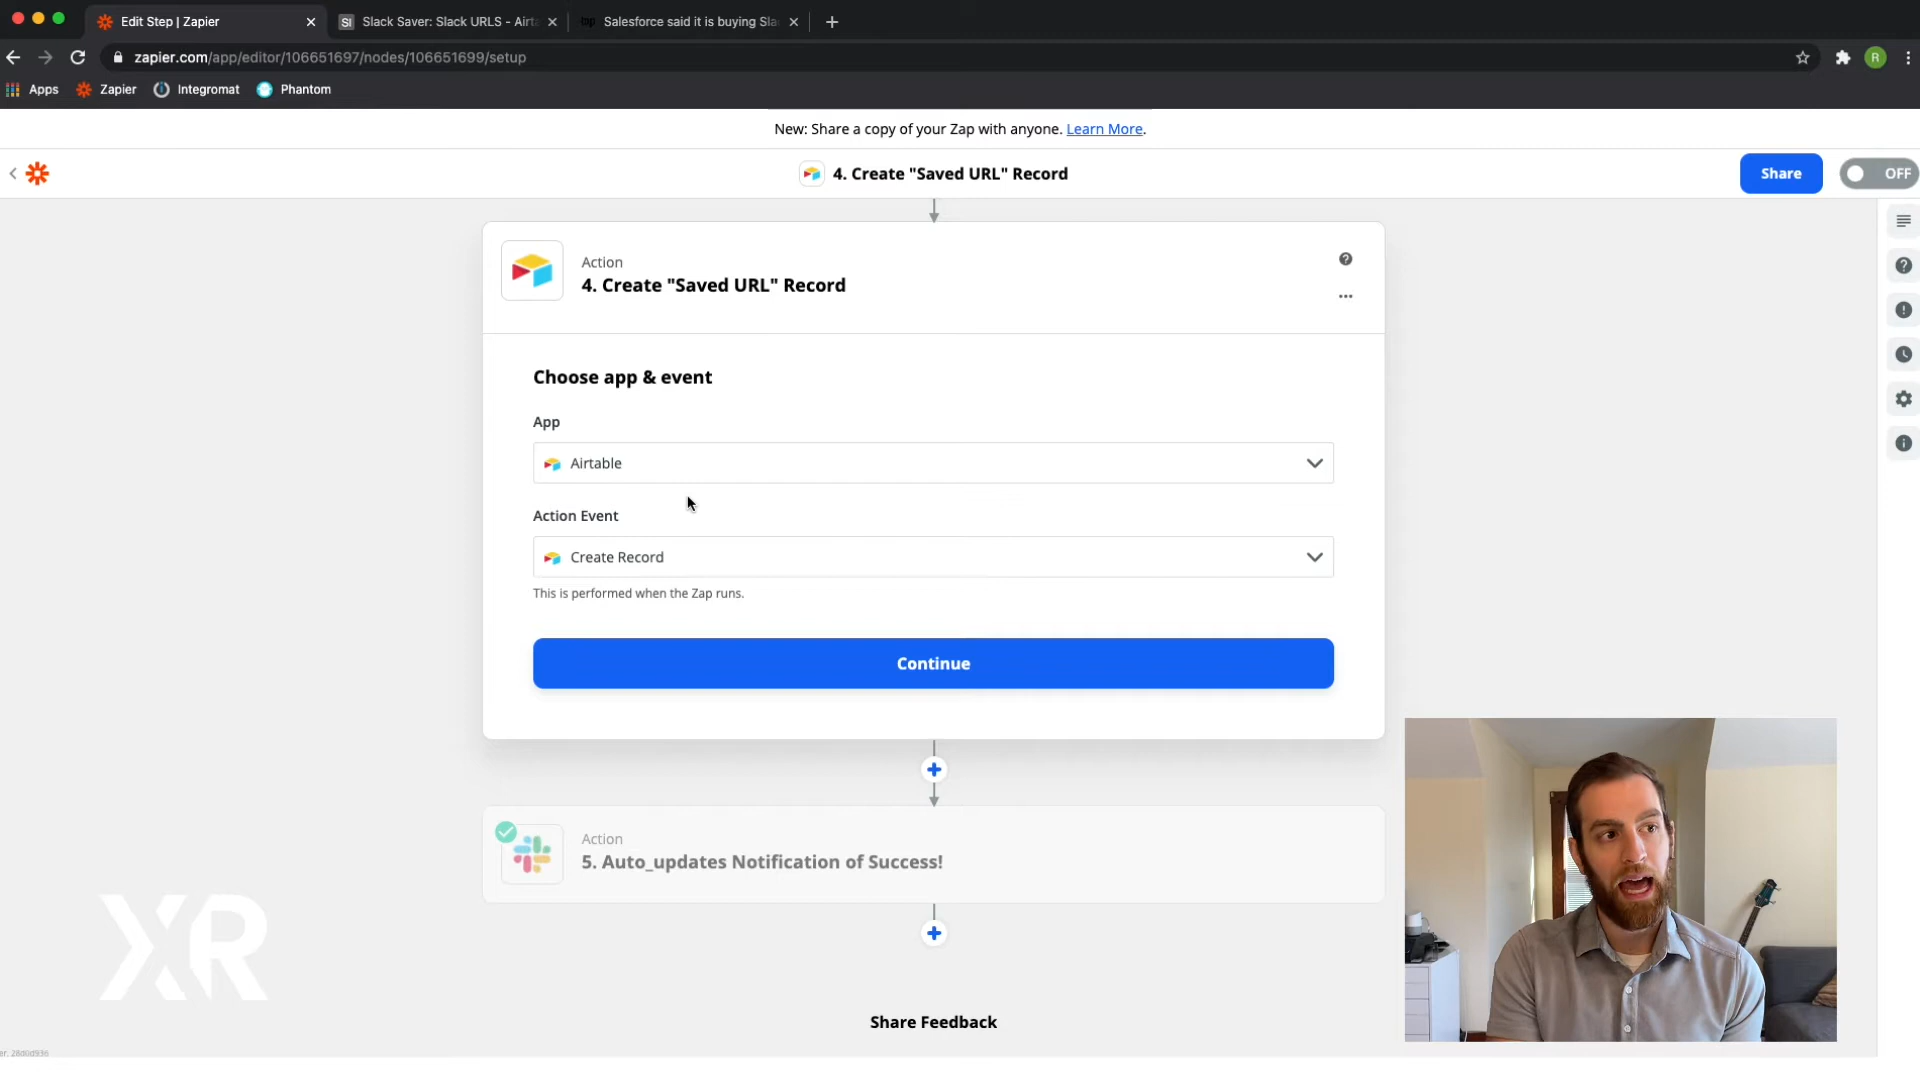 Edit Step | Zapier
SI Slack Saver: Slack URLS - Airta
Salesforce said it is buying Sla
zapier.com/app/editor/106651697/nodes/106651699/setup
R
Apps Zapier Integromat Phantom
New: Share a copy of your Zap with anyone. Learn More.
4. Create "Saved URL" Record
Share
OFF
Action
4. Create "Saved URL" Record
Choose app & event
App
Airtable
Action Event
Create Record
This is performed when the Zap runs.
Continue
Action
5. Auto_updates Notification of Success!
XR
Share Feedback